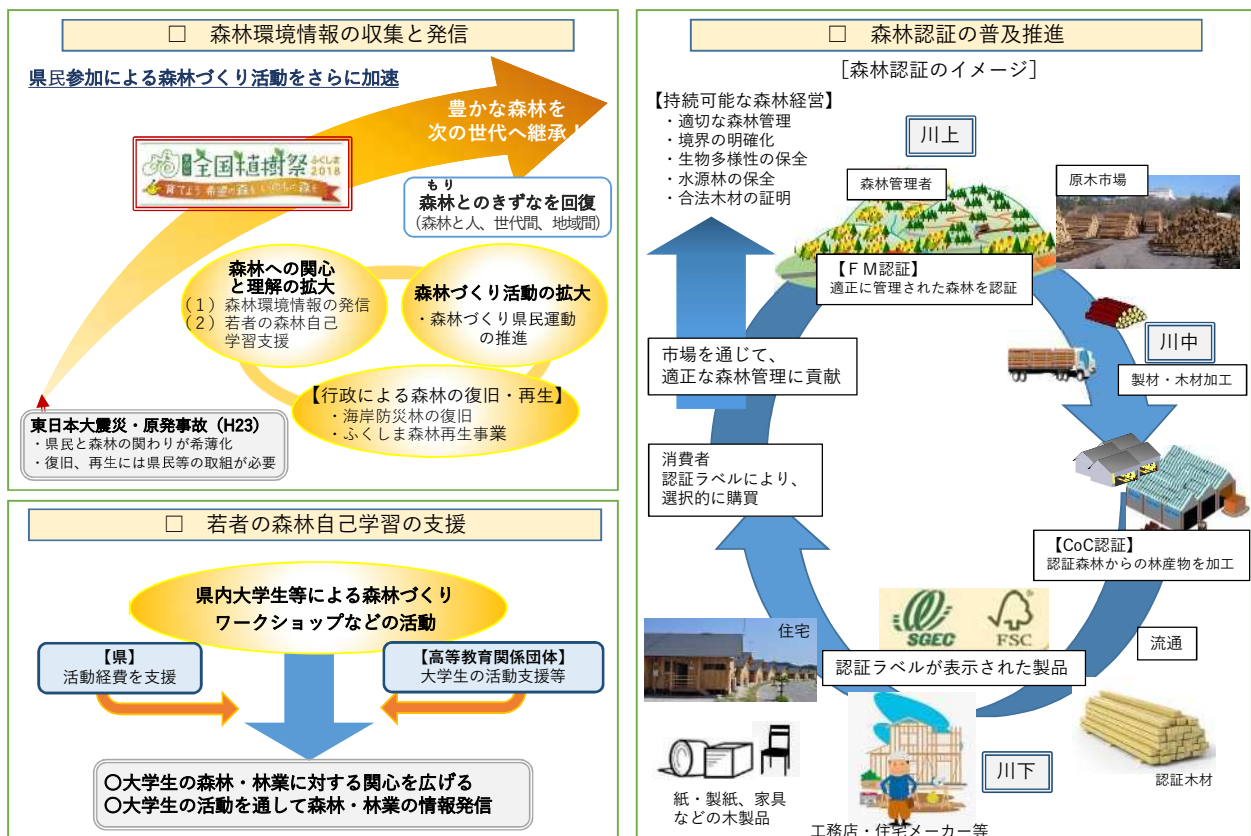 □ 森林環境情報の収集と発信
県民参加による森林づくり活動をさらに加速
豊かな森林を
次の世代へ継承！
全国植樹祭 ふくしま
2018
育てよう 希望の森を いのちの森を
もり
森林とのきずなを回復
（森林と人、世代間、地域間）
森林への関心
と理解の拡大
（１）森林環境情報の発信
（２）若者の森林自己
学習支援
森林づくり活動の拡大
・森林づくり県民運動
の推進
【行政による森林の復旧・再生】
・海岸防災林の復旧
・ふくしま森林再生事業
東日本大震災・原発事故（H23）
・県民と森林の関わりが希薄化
・復旧、再生には県民等の取組が必要
□ 若者の森林自己学習の支援
県内大学生等による森林づくり
ワークショップなどの活動
【県】
活動経費を支援
【高等教育関係団体】
大学生の活動支援等
〇大学生の森林・林業に対する関心を広げる
〇大学生の活動を通して森林・林業の情報発信
□ 森林認証の普及推進
［森林認証のイメージ］
【持続可能な森林経営】
・適切な森林管理
・境界の明確化
・生物多様性の保全
・水源林の保全
・合法木材の証明
川上
森林管理者
原木市場
【ＦＭ認証】
適正に管理された森林を認証
川中
製材・木材加工
市場を通じて、
適正な森林管理に貢献
消費者
認証ラベルにより、
選択的に購買
【CoC認証】
認証森林からの林産物を加工
SGEC
FSC
住宅
認証ラベルが表示された製品
流通
認証木材
川下
紙・製紙、家具
などの木製品
工務店・住宅メーカー等